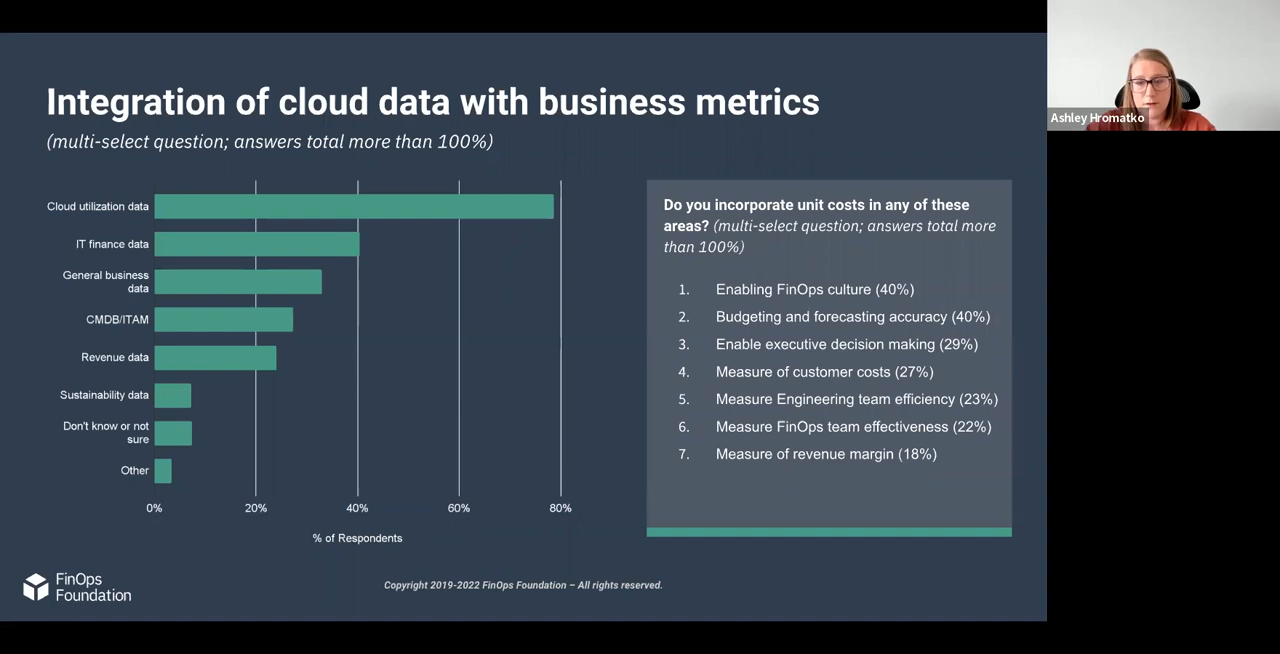 Integration of cloud data with business metrics
(multi-select question; answers total more than 100%)
Cloud utilization data
IT finance data
General business
data
CMDB/ITAM
Revenue data
Sustainability data
Don't know or not
sure
Other
0%
20%
40%
60%
80%
% of Respondents
Do you incorporate unit costs in any of these
areas? (multi-select question; answers total more
than 100%)
1. Enabling FinOps culture (40%)
2. Budgeting and forecasting accuracy (40%)
3. Enable executive decision making (29%)
4. Measure of customer costs (27%)
5. Measure Engineering team efficiency (23%)
6. Measure FinOps team effectiveness (22%)
7. Measure of revenue margin (18%)
FinOps
Foundation
Copyright 2019-2022 FinOps Foundation – All rights reserved.
Ashley Hromatko